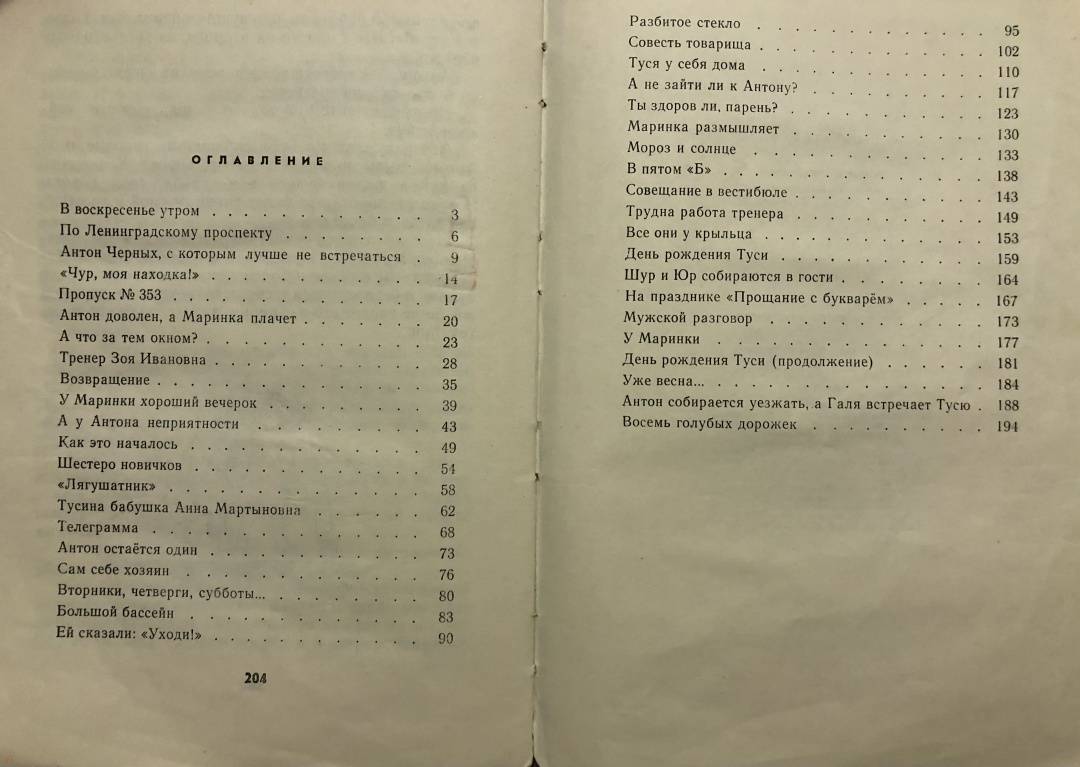 ОГЛАВЛЕНИЕ
В воскресенье утром . . . . . . . . . . . . 3
По Ленинградскому проспекту . . . . . . . . 6
Антон Черных, с которым лучше не встречаться . 9
«Чур, моя находка!» . . . . . . . . . . . . 14
Пропуск № 353 . . . . . . . . . . . . . . 17
Антон доволен, а Маринка плачет . . . . . . . 20
А что за тем окном? . . . . . . . . . . . . 23
Тренер Зоя Ивановна . . . . . . . . . . . . 28
Возвращение . . . . . . . . . . . . . . . 35
У Маринки хороший вечерок . . . . . . . . . 39
А у Антона неприятности . . . . . . . . . . 43
Как это началось . . . . . . . . . . . . . 49
Шестеро новичков . . . . . . . . . . . . . 54
«Лягушатник» . . . . . . . . . . . . . . 58
Тусина бабушка Анна Мартыновна . . . . . . 62
Телеграмма . . . . . . . . . . . . . . . 68
Антон остаётся один . . . . . . . . . . . . 73
Сам себе хозяин . . . . . . . . . . . . . 76
Вторники, четверги, субботы... . . . . . . . . 80
Большой бассейн . . . . . . . . . . . . . 83
Ей сказали: «Уходи!» . . . . . . . . . . . . 90
204
Разбитое стекло . . . . . . . . . . . . . 95
Совесть товарища . . . . . . . . . . . . . 102
Туся у себя дома . . . . . . . . . . . . . 110
А не зайти ли к Антону? . . . . . . . . . . 117
Ты здоров ли, парень? . . . . . . . . . . . 123
Маринка размышляет . . . . . . . . . . . 130
Мороз и солнце . . . . . . . . . . . . . 133
В пятом «Б» . . . . . . . . . . . . . . . 138
Совещание в вестибюле . . . . . . . . . . . 143
Трудна работа тренера . . . . . . . . . . . 149
Все они у крыльца . . . . . . . . . . . . . 153
День рождения Туси . . . . . . . . . . . . 159
Шур и Юр собираются в гости . . . . . . . . 164
На празднике «Прощание с букварём» . . . . . 167
Мужской разговор . . . . . . . . . . . . 173
У Маринки . . . . . . . . . . . . . . . 177
День рождения Туси (продолжение) . . . . . . 181
Уже весна... . . . . . . . . . . . . . . . 184
Антон собирается уезжать, а Галя встречает Тусю . 188
Восемь голубых дорожек . . . . . . . . . . 194